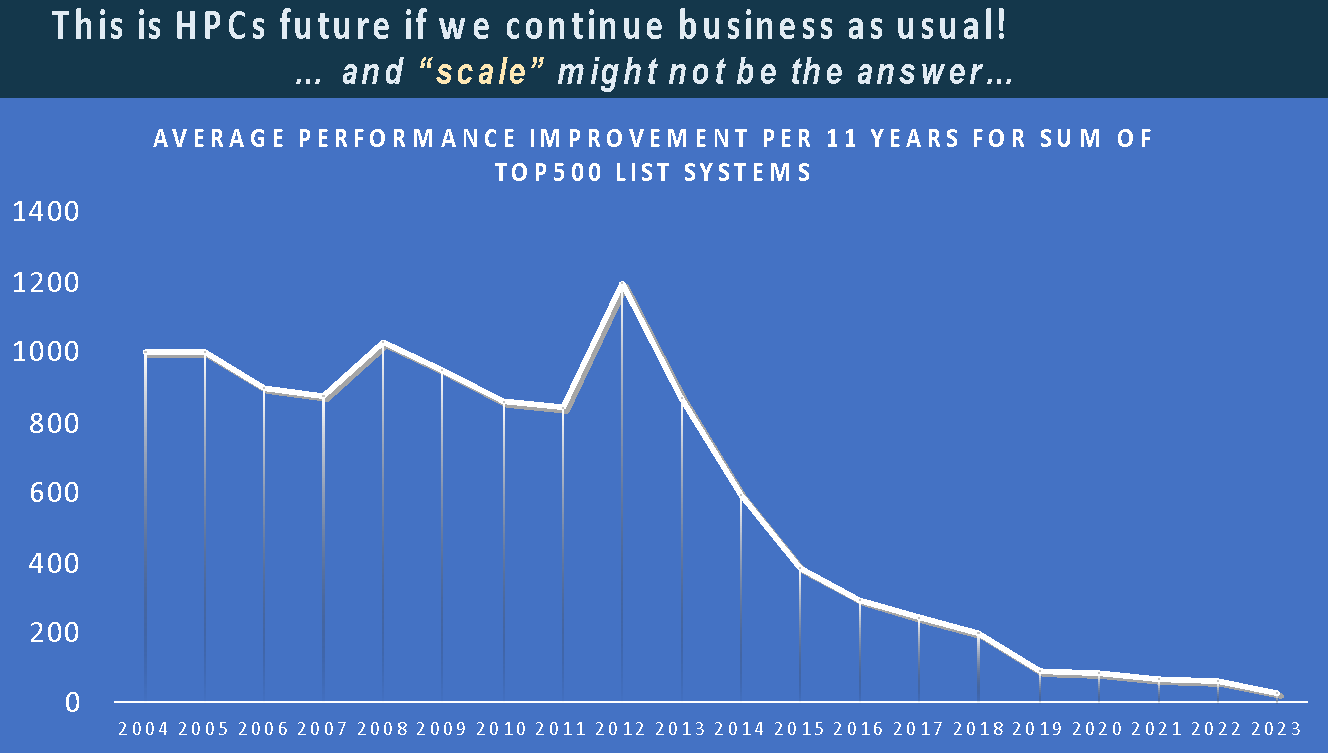 This is HPCs future if we continue business as usual!
… and “scale” might not be the answer…
AVERAGE PERFORMANCE IMPROVEMENT PER 11 YEARS FOR SUM OF
TOP500 LIST SYSTEMS
1400
1200
1000
800
600
400
200
0
2004 2005 2006 2007 2008 2009 2010 2011 2012 2013 2014 2015 2016 2017 2018 2019 2020 2021 2022 2023